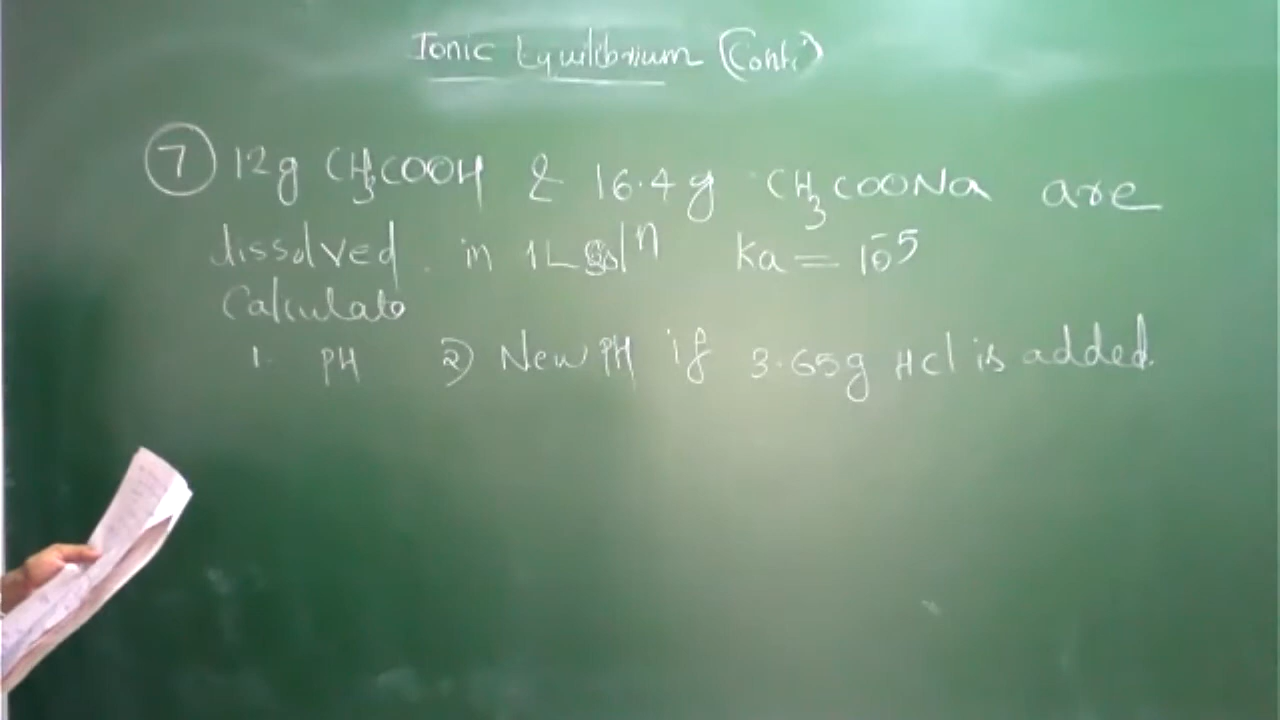 Ionic Equilibrium (Cont.)
7 12g CH3COOH & 16.4g CH3COONa are
dissolved in 1L soln Ka = 10-5
Calculate
1. PH 2) New PH if 3.65g HCl is added.